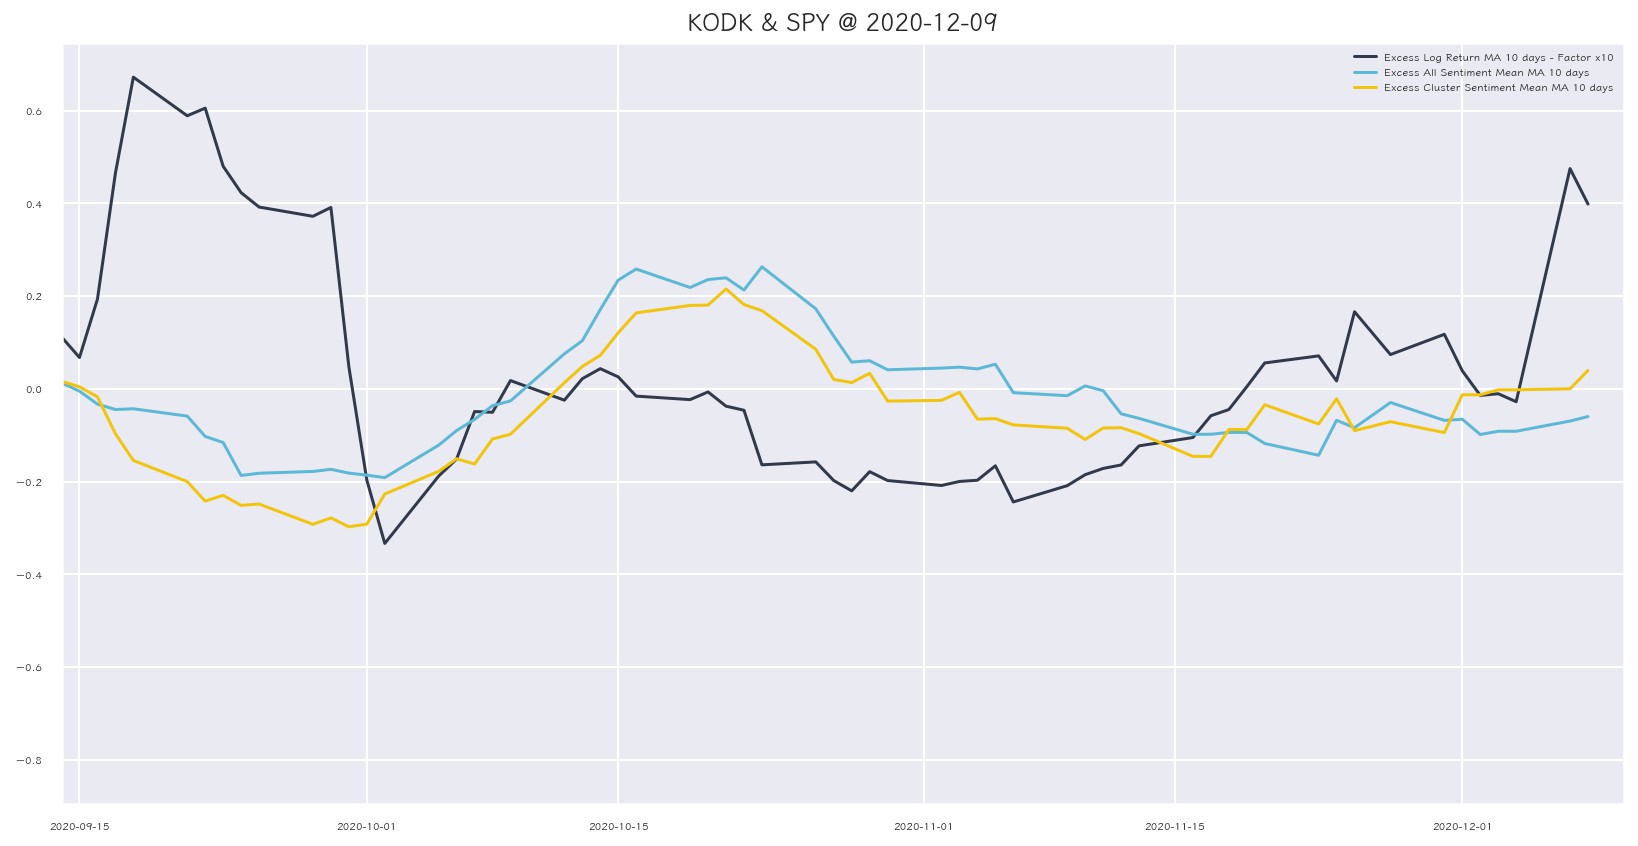 KODK & SPY @ 2020-12-09
Excess Log Return MA 10 days - Factor x10
Excess All Sentiment Mean MA 10 days
Excess Cluster Sentiment Mean MA 10 days
0.6
0.4
0.2
0.0
−0.2
−0.4
−0.6
−0.8
2020-09-15 2020-10-01 2020-10-15 2020-11-01 2020-11-15 2020-12-01